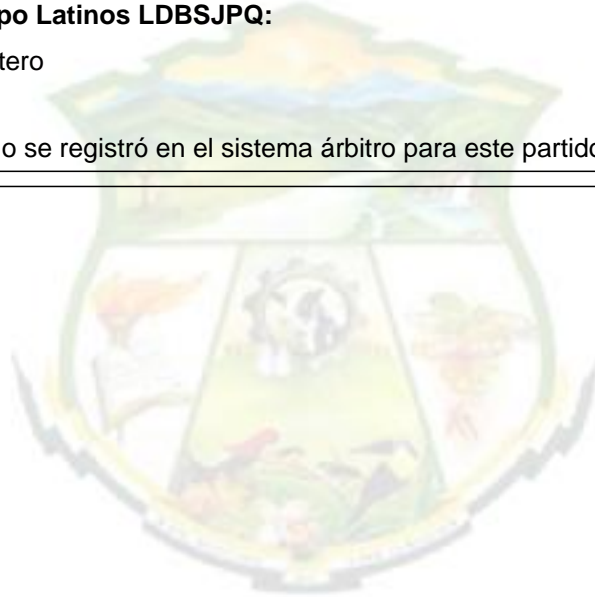 po Latinos LDBSJPQ:
tero
o se registró en el sistema árbitro para este partido